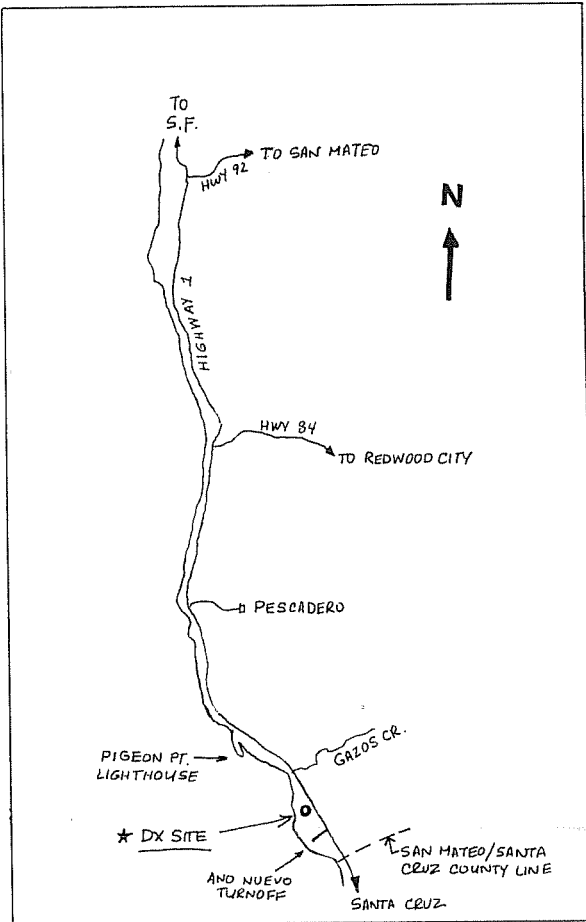 TO
S.F.
TO SAN MATEO
HWY 92
N
HIGHWAY 1
HWY 84
TO REDWOOD CITY
PESCADERO
GAZOS CR.
PIGEON PT.
LIGHTHOUSE
★ DX SITE
SAN MATEO/SANTA
CRUZ COUNTY LINE
ANO NUEVO
TURNOFF
SANTA CRUZ